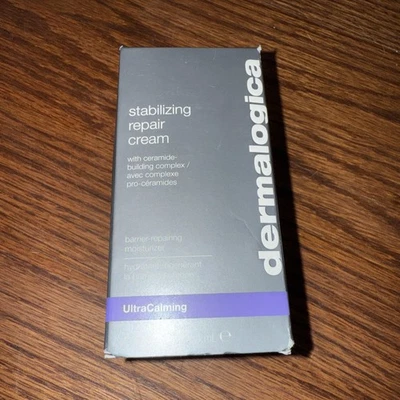 stabilizing
repair
cream
with ceramide-
building complex /
avec complexe
pro-céramides
barrier-repairing
moisturizer
dermalogica
UltraCalming